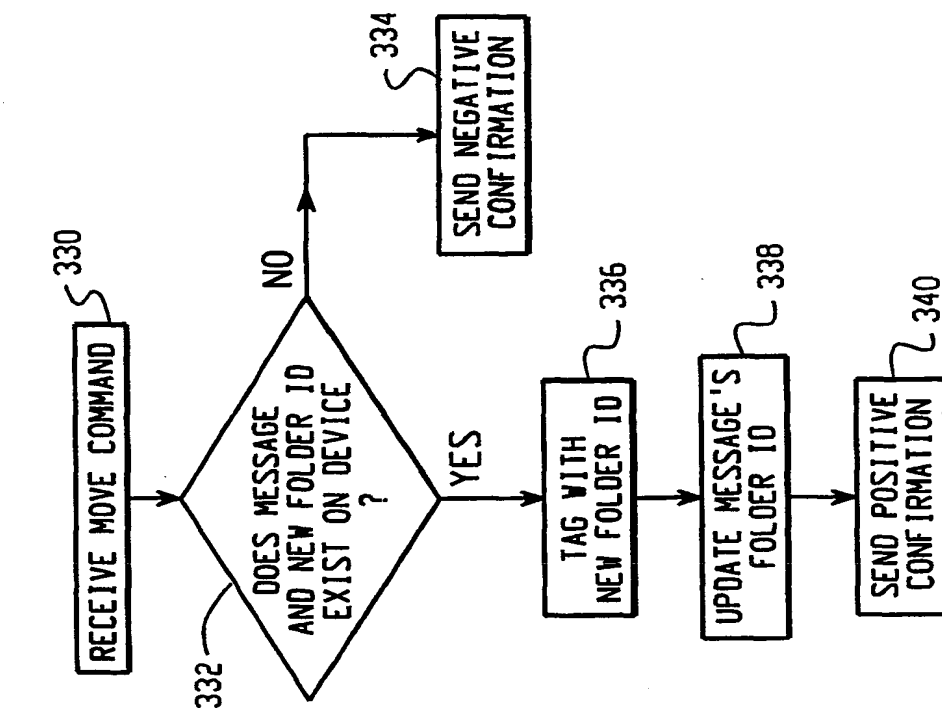 330
RECEIVE MOVE COMMAND
332
DOES MESSAGE
AND NEW FOLDER ID
EXIST ON DEVICE
?
NO
334
SEND NEGATIVE
CONFIRMATION
YES
336
TAG WITH
NEW FOLDER ID
338
UPDATE MESSAGE'S
FOLDER ID
340
SEND POSITIVE
CONFIRMATION